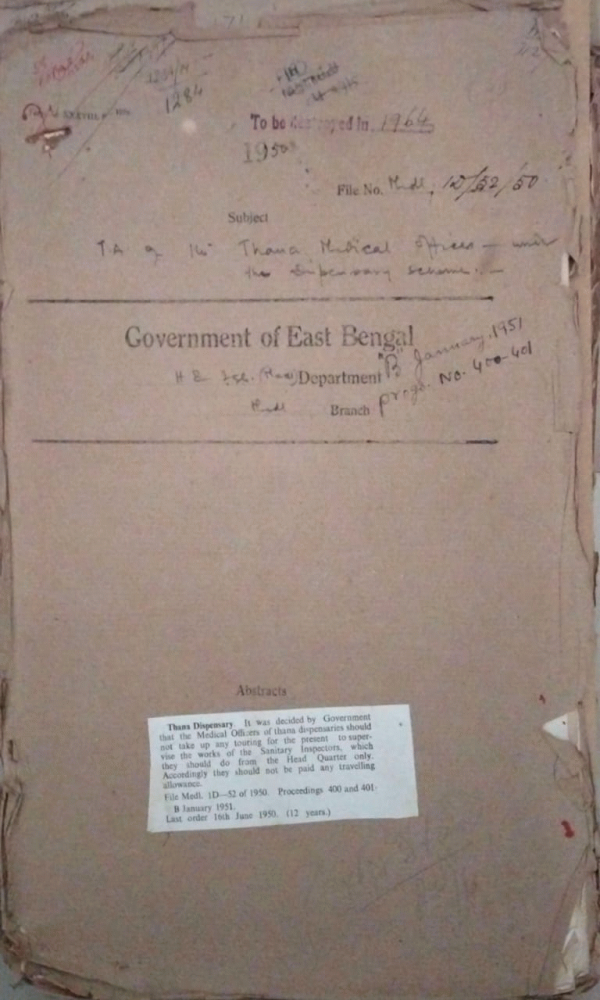 1284
To be destroyed in 1964
1950
File No. Medl. 1D/52/50
Subject
T.A of the Thana Medical Officers — under
the dispensary scheme. —
Government of East Bengal
Department
"B" January, 1951
Medl Branch
Progs. No. 400-401
Abstracts
Thana Dispensary. It was decided by Government
that the Medical Officers of thana dispensaries should
not take up any touring for the present to super-
vise the works of the Sanitary Inspectors, which
they should do from the Head Quarter only.
Accordingly they should not be paid any travelling
allowance.
File Medl. 1D—52 of 1950. Proceedings 400 and 401-
B January 1951.
Last order 16th June 1950. (12 years.)